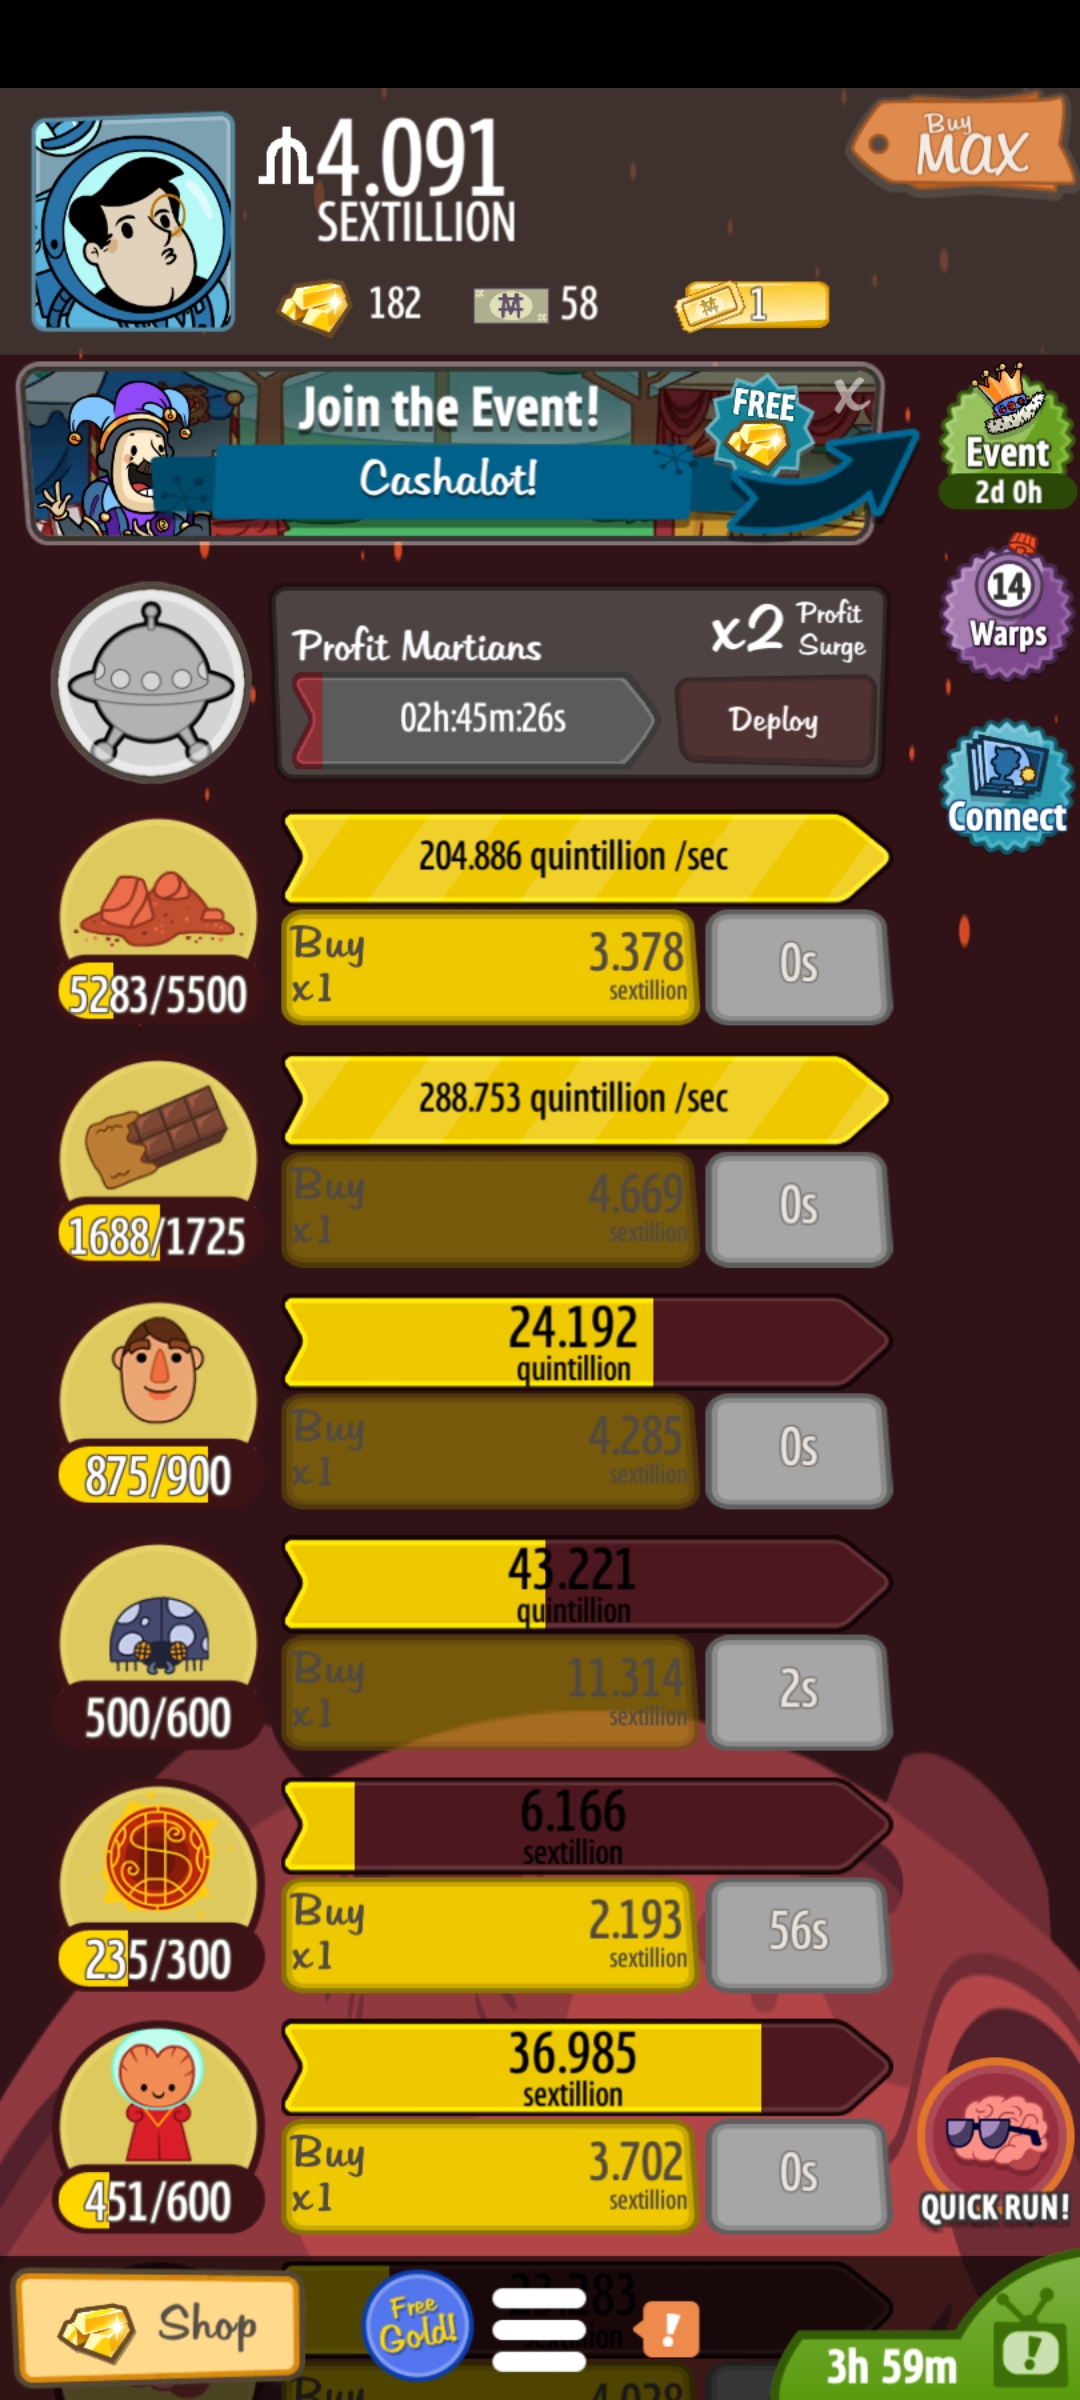 4.091
SEXTILLION
Buy
Max
182
58
1
Join the Event!
FREE
X
Cashalot!
Event
2d 0h
14
Warps
Connect
Profit Martians
x2 Profit
Surge
02h:45m:26s
Deploy
204.886 quintillion /sec
5283/5500
Buy
x1
3.378
sextillion
0s
288.753 quintillion /sec
1688/1725
Buy
x1
4.669
sextillion
0s
24.192
quintillion
875/900
Buy
x1
4.285
sextillion
0s
43.221
quintillion
500/600
Buy
x1
11.314
sextillion
2s
6.166
sextillion
235/300
Buy
x1
2.193
sextillion
56s
36.985
sextillion
451/600
Buy
x1
3.702
sextillion
0s
QUICK RUN!
Shop
Free
Gold!
!
3h 59m
!
Buy
4.028